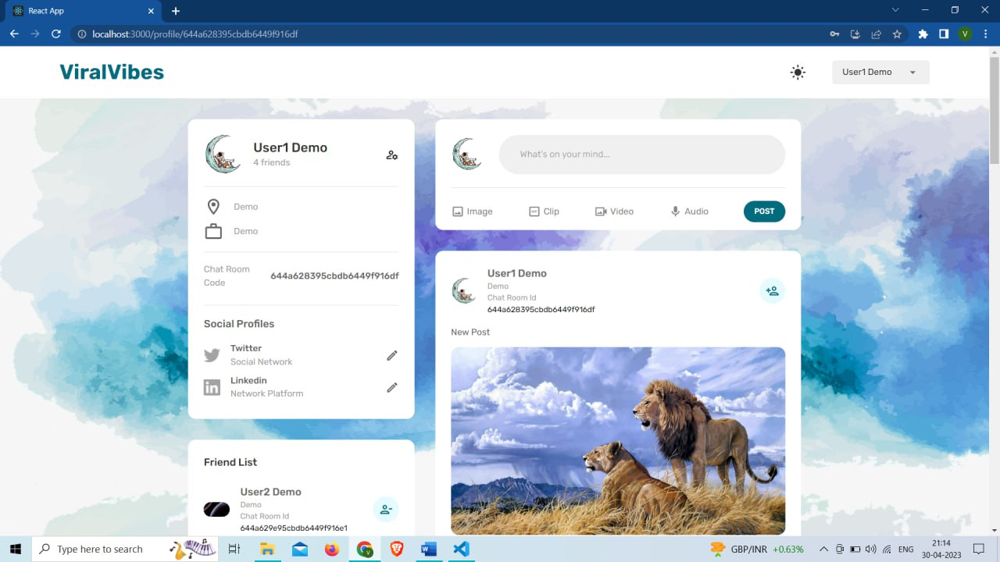 React App
localhost:3000/profile/644a628395cbdb6449f916df
V
ViralVibes
User1 Demo
User1 Demo
4 friends
Demo
Demo
Chat Room
Code
644a628395cbdb6449f916df
Social Profiles
Twitter
Social Network
Linkedin
Network Platform
Friend List
User2 Demo
Demo
Chat Room Id
644a629e95cbdb6449f916e1
What's on your mind...
Image
GIF Clip
Video
Audio
POST
User1 Demo
Demo
Chat Room Id
644a628395cbdb6449f916df
New Post
Type here to search
GBP/INR +0.63%
ENG
21:14
30-04-2023